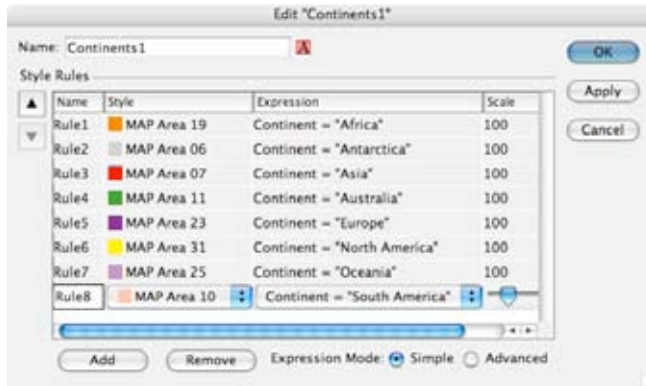 Edit "Continents1"
Name: Continents1 A
OK
Style Rules
Apply
Cancel
Name Style Expression Scale
Rule1 MAP Area 19 Continent = "Africa" 100
Rule2 MAP Area 06 Continent = "Antarctica" 100
Rule3 MAP Area 07 Continent = "Asia" 100
Rule4 MAP Area 11 Continent = "Australia" 100
Rule5 MAP Area 23 Continent = "Europe" 100
Rule6 MAP Area 31 Continent = "North America" 100
Rule7 MAP Area 25 Continent = "Oceania" 100
Rule8 MAP Area 10 Continent = "South America"
Add Remove Expression Mode: Simple Advanced